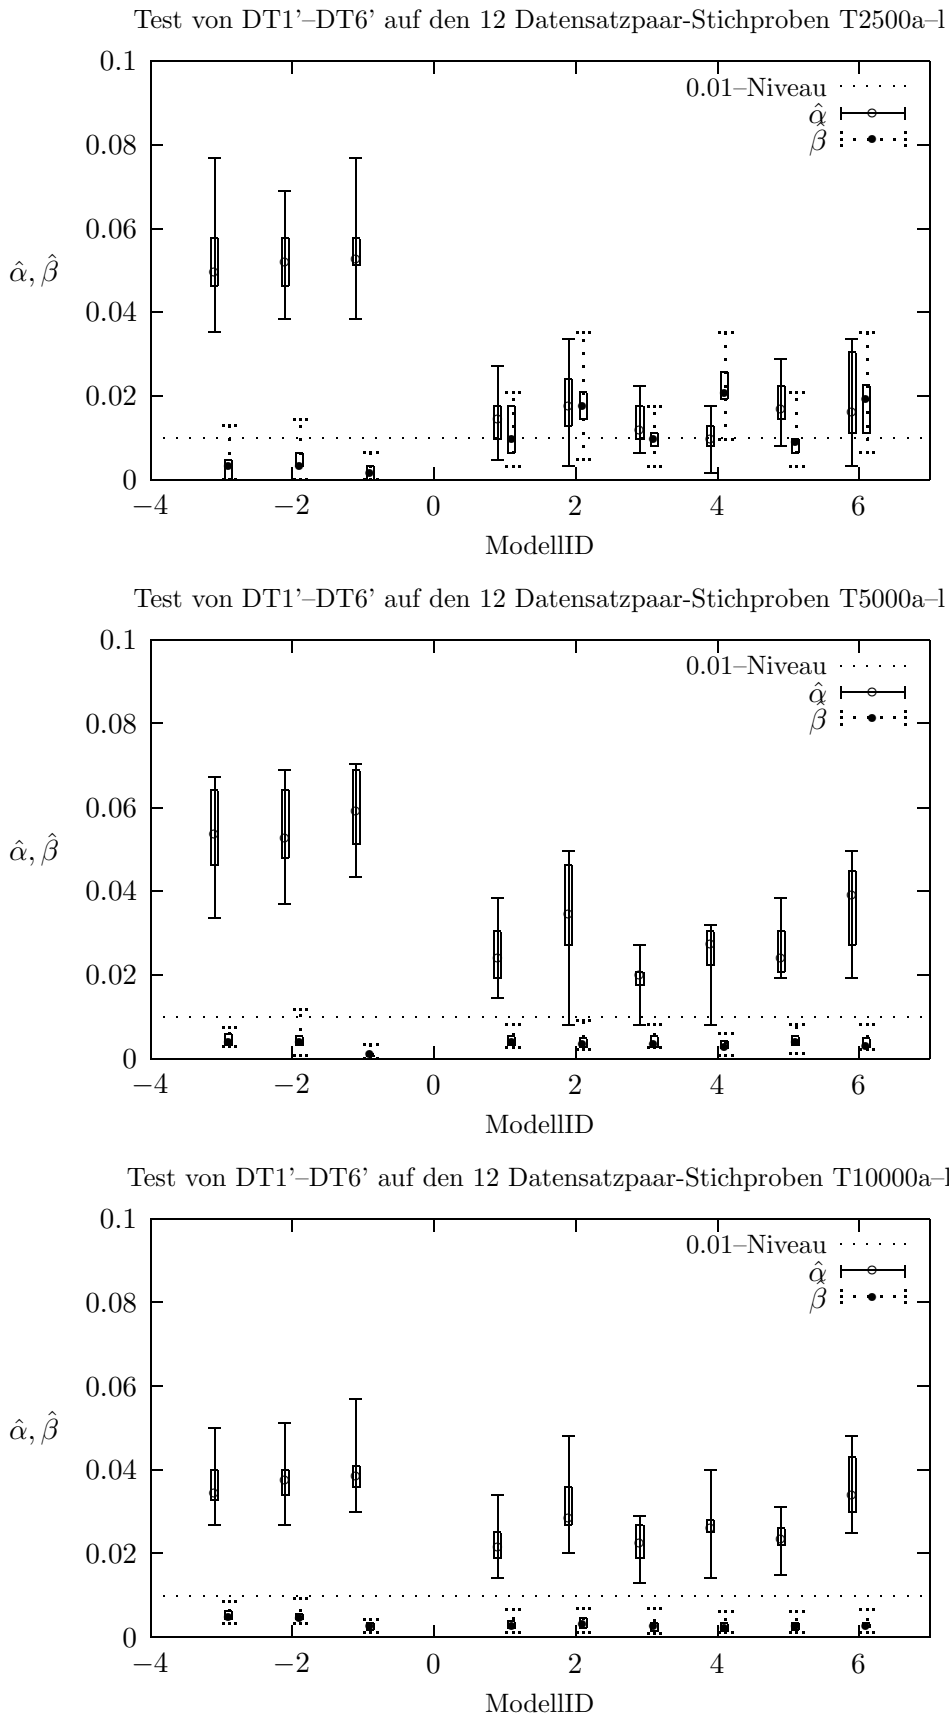 Test von DT1'–DT6' auf den 12 Datensatzpaar-Stichproben T2500a–l
0.1
0.08
0.06
0.04
0.02
0
α̂, β̂
0.01–Niveau
α̂
β̂
−4 −2 0 2 4 6
ModellID
Test von DT1'–DT6' auf den 12 Datensatzpaar-Stichproben T5000a–l
0.1
0.08
0.06
0.04
0.02
0
α̂, β̂
0.01–Niveau
α̂
β̂
−4 −2 0 2 4 6
ModellID
Test von DT1'–DT6' auf den 12 Datensatzpaar-Stichproben T10000a–l
0.1
0.08
0.06
0.04
0.02
0
α̂, β̂
0.01–Niveau
α̂
β̂
−4 −2 0 2 4 6
ModellID